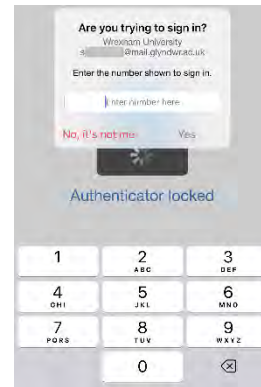 Are you trying to sign in?
Wrexham University
s @mail.glyndwr.ac.uk
Enter the number shown to sign in.
Enter number here
No, it's not me Yes
Authenticator locked
1 2 3
ABC DEF
4 5 6
GHI JKL MNO
7 8 9
PQRS TUV WXYZ
0